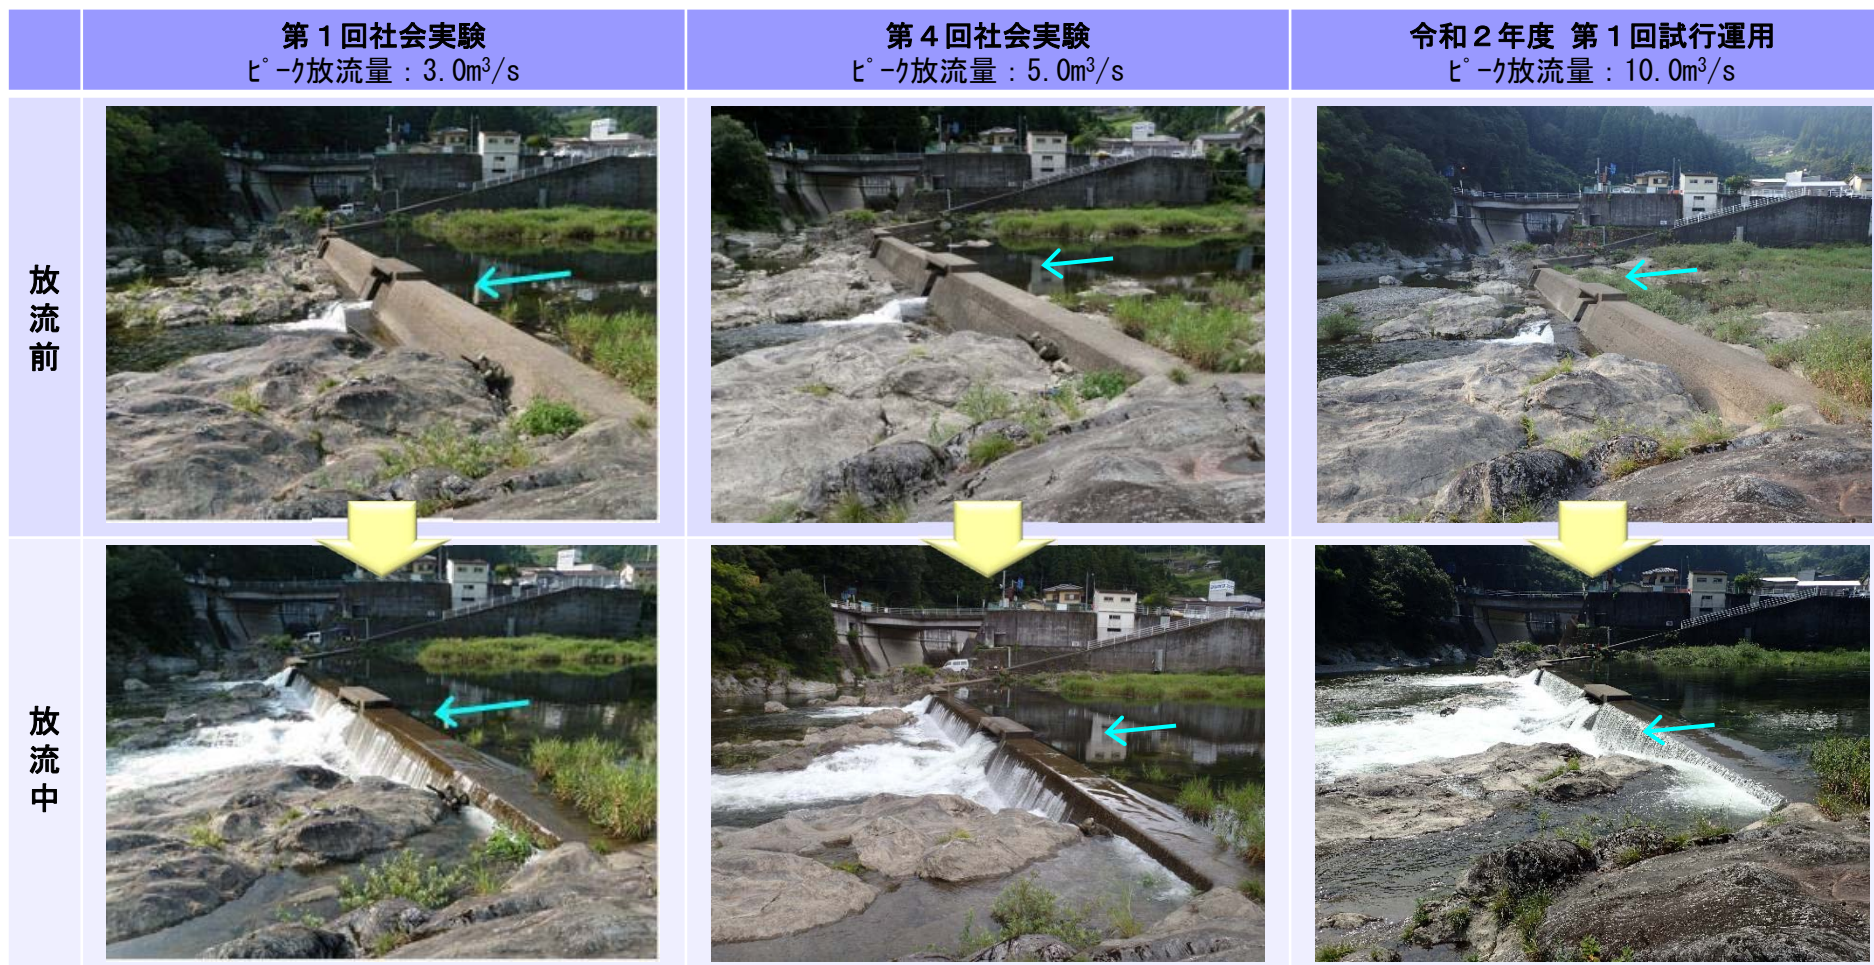 第１回社会実験
ﾋﾟｰｸ放流量：3.0m³/s
第４回社会実験
ﾋﾟｰｸ放流量：5.0m³/s
令和２年度 第１回試行運用
ﾋﾟｰｸ放流量：10.0m³/s
放流前
放流中